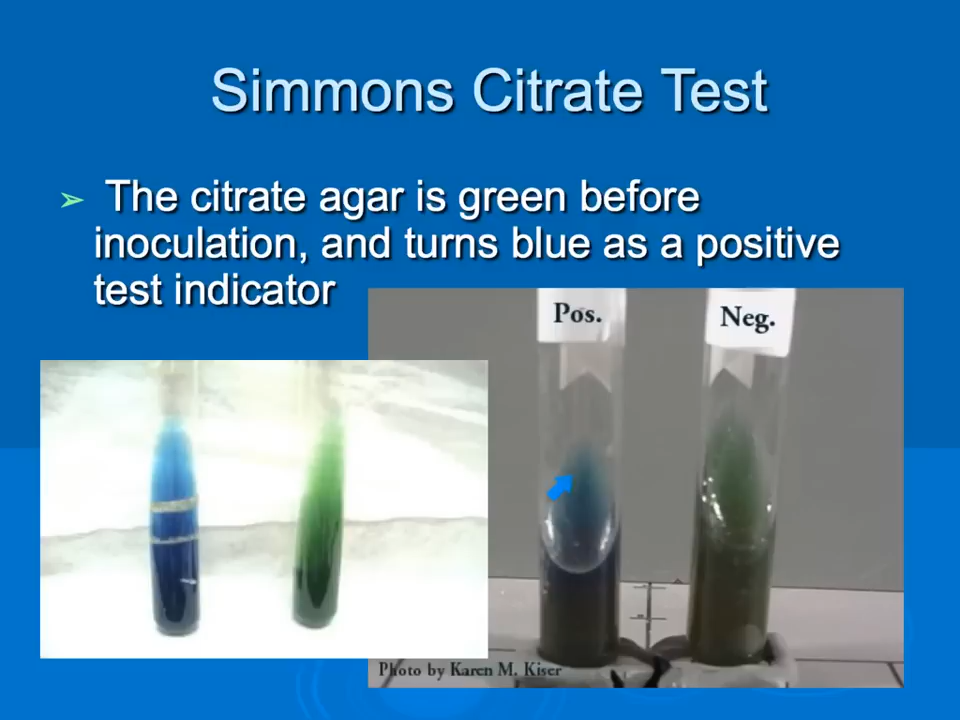 Simmons Citrate Test
➢ The citrate agar is green before
inoculation, and turns blue as a positive
test indicator
Pos.
Neg.
Photo by Karen M. Kiser